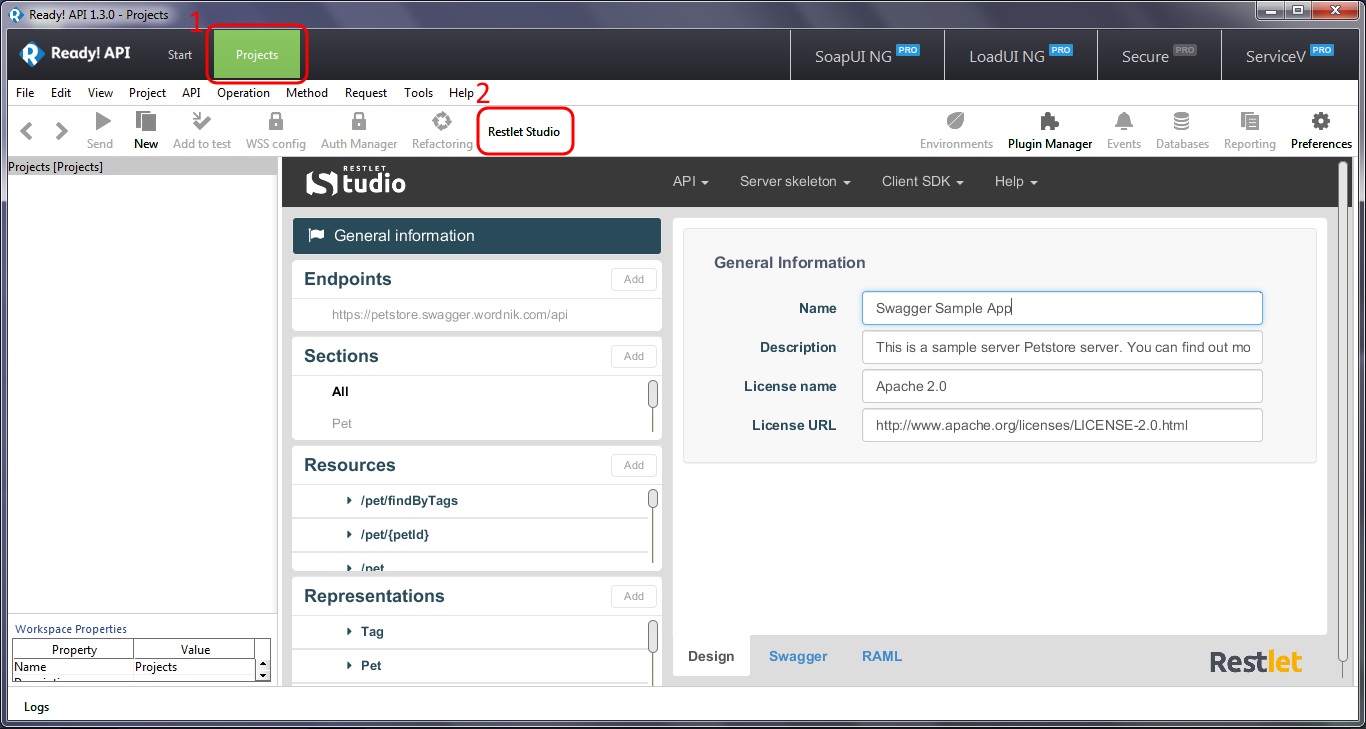 Ready! API 1.3.0 - Projects
1
Ready! API
Start
Projects
SoapUI NG PRO
LoadUI NG PRO
Secure PRO
ServiceV PRO
File Edit View Project API Operation Method Request Tools Help
2
Send
New
Add to test
WSS config
Auth Manager
Refactoring
Restlet Studio
Environments
Plugin Manager
Events
Databases
Reporting
Preferences
Projects [Projects]
RESTLET
Studio
API
Server skeleton
Client SDK
Help
General information
Endpoints Add
https://petstore.swagger.wordnik.com/api
Sections Add
All
Pet
Resources Add
/pet/findByTags
/pet/{petId}
/pet
Representations Add
Tag
Pet
General Information
Name Swagger Sample App
Description This is a sample server Petstore server. You can find out mo
License name Apache 2.0
License URL http://www.apache.org/licenses/LICENSE-2.0.html
Design Swagger RAML
Restlet
Workspace Properties
Property Value
Name Projects
Logs